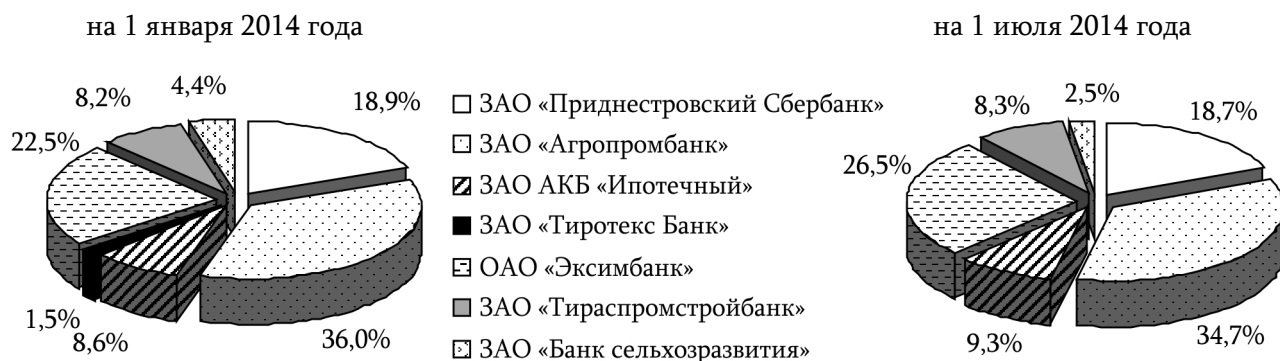 на 1 января 2014 года
на 1 июля 2014 года
4,4%
8,2%
18,9%
22,5%
1,5%
8,6%
36,0%
ЗАО «Приднестровский Сбербанк»
ЗАО «Агропромбанк»
ЗАО АКБ «Ипотечный»
ЗАО «Тиротекс Банк»
ОАО «Эксимбанк»
ЗАО «Тираспромстройбанк»
ЗАО «Банк сельхозразвития»
2,5%
8,3%
18,7%
26,5%
9,3%
34,7%